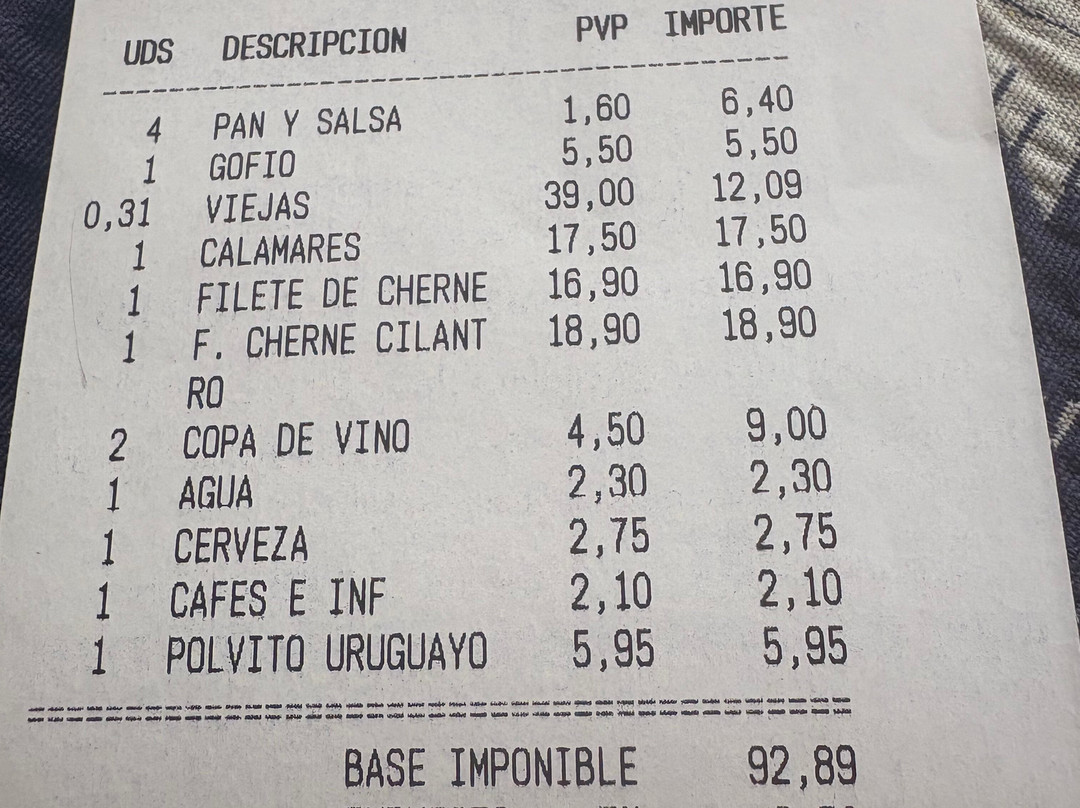 UDS DESCRIPCION PVP IMPORTE
4 PAN Y SALSA 1,60 6,40
1 GOFIO 5,50 5,50
0,31 VIEJAS 39,00 12,09
1 CALAMARES 17,50 17,50
1 FILETE DE CHERNE 16,90 16,90
1 F. CHERNE CILANT 18,90 18,90
RO
2 COPA DE VINO 4,50 9,00
1 AGUA 2,30 2,30
1 CERVEZA 2,75 2,75
1 CAFES E INF 2,10 2,10
1 POLVITO URUGUAYO 5,95 5,95
BASE IMPONIBLE 92,89